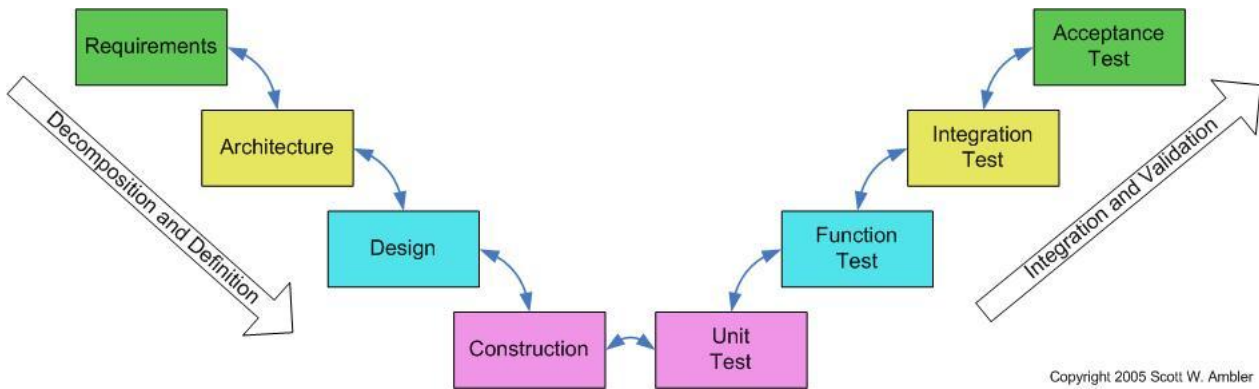 Requirements
Acceptance
Test
Decomposition and Definition
Architecture
Integration
Test
Integration and Validation
Design
Function
Test
Construction
Unit
Test
Copyright 2005 Scott W. Ambler